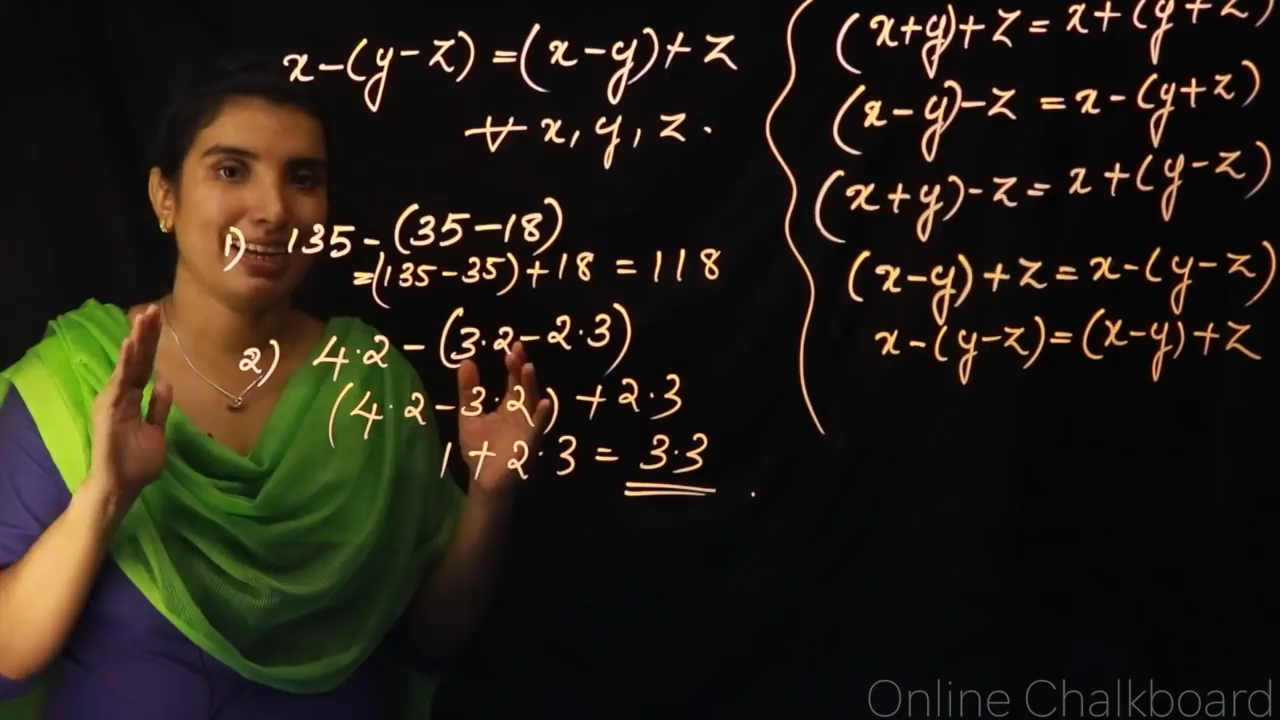 x-(y-z) =(x-y)+z
∀ x, y, z.
1) 135-(35-18)
=(135-35)+18 = 118
2) 4·2-(3·2-2·3)
(4·2-3·2)+2·3
1+2·3 = 3·3
(x+y)+z = x+(y+z)
(x-y)-z = x-(y+z)
(x+y)-z = x+(y-z)
(x-y)+z = x-(y-z)
x-(y-z)=(x-y)+z
Online Chalkboard